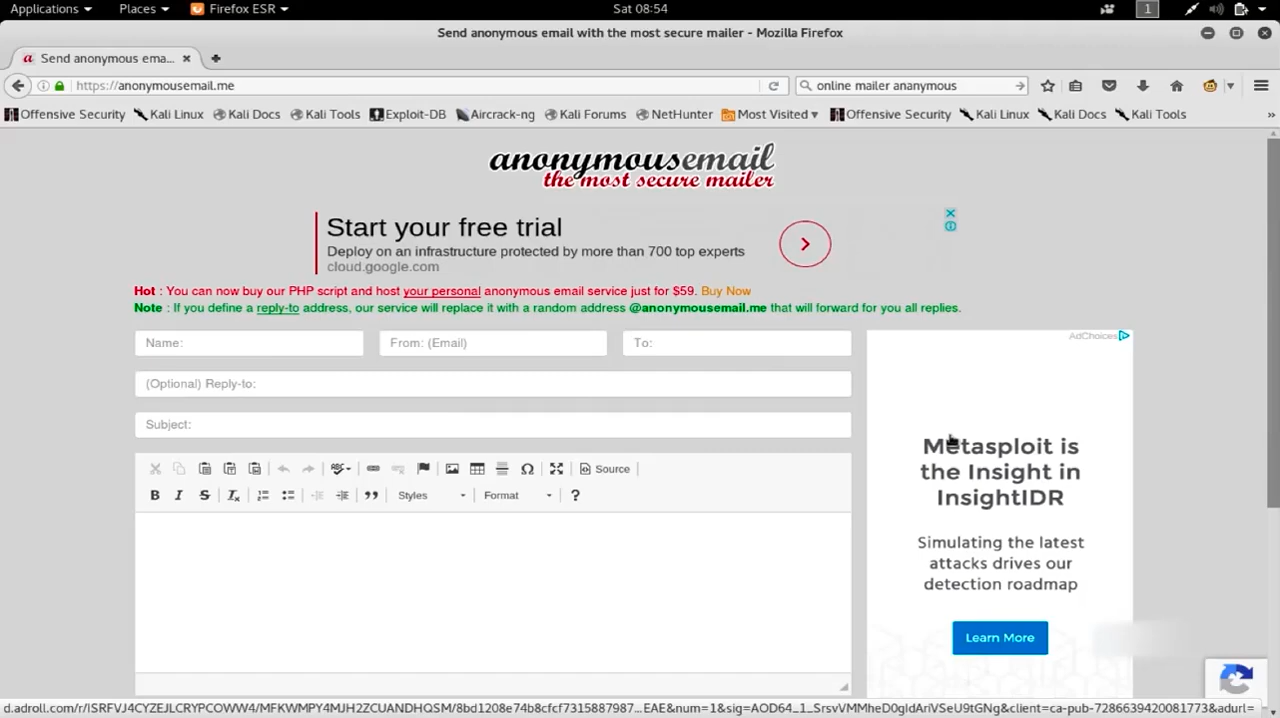 Applications Places Firefox ESR Sat 08:54 1
Send anonymous email with the most secure mailer - Mozilla Firefox
Send anonymous ema...
https://anonymousemail.me online mailer ananymous
Offensive Security Kali Linux Kali Docs Kali Tools Exploit-DB Aircrack-ng Kali Forums NetHunter Most Visited Offensive Security Kali Linux Kali Docs Kali Tools »
anonymousemail
the most secure mailer
Start your free trial
Deploy on an infrastructure protected by more than 700 top experts
cloud.google.com
Hot : You can now buy our PHP script and host your personal anonymous email service just for $59. Buy Now
Note : If you define a reply-to address, our service will replace it with a random address @anonymousemail.me that will forward for you all replies.
Name: From: (Email) To:
(Optional) Reply-to:
Subject:
Source
B I S Styles Format ?
AdChoices
Metasploit is
the Insight in
InsightIDR
Simulating the latest
attacks drives our
detection roadmap
Learn More